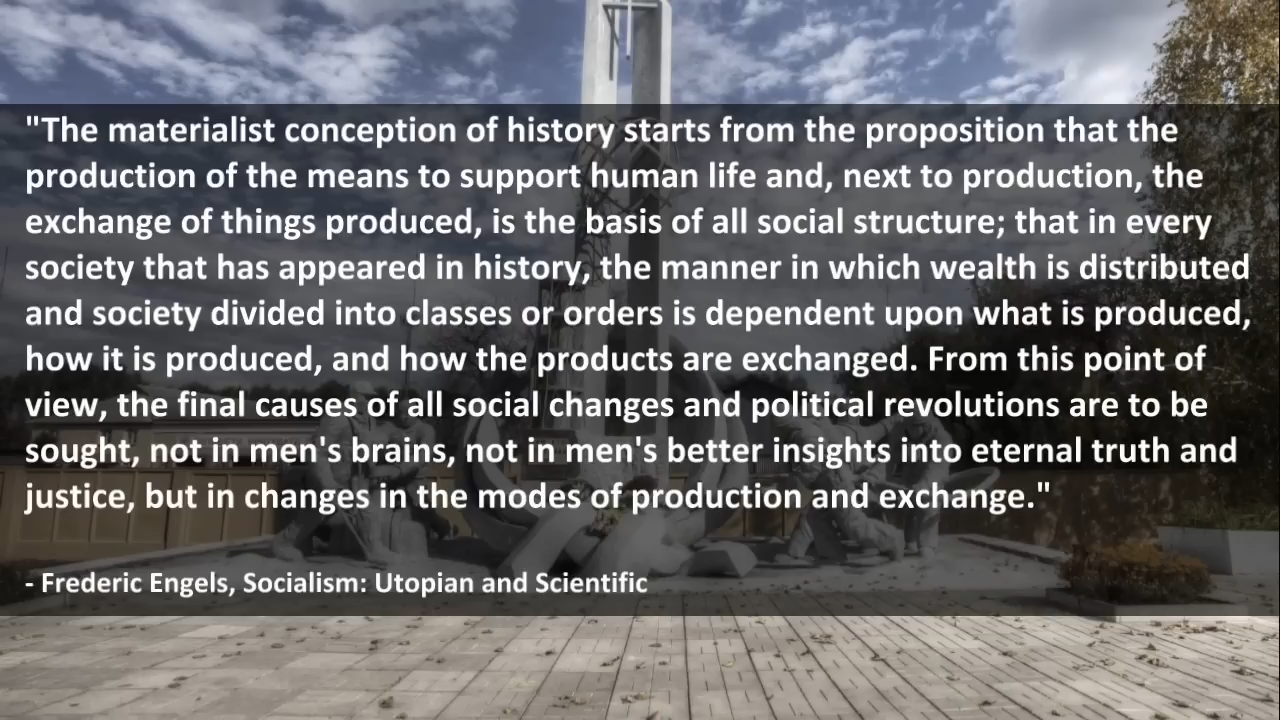 "The materialist conception of history starts from the proposition that the
production of the means to support human life and, next to production, the
exchange of things produced, is the basis of all social structure; that in every
society that has appeared in history, the manner in which wealth is distributed
and society divided into classes or orders is dependent upon what is produced,
how it is produced, and how the products are exchanged. From this point of
view, the final causes of all social changes and political revolutions are to be
sought, not in men's brains, not in men's better insights into eternal truth and
justice, but in changes in the modes of production and exchange."
- Frederic Engels, Socialism: Utopian and Scientific